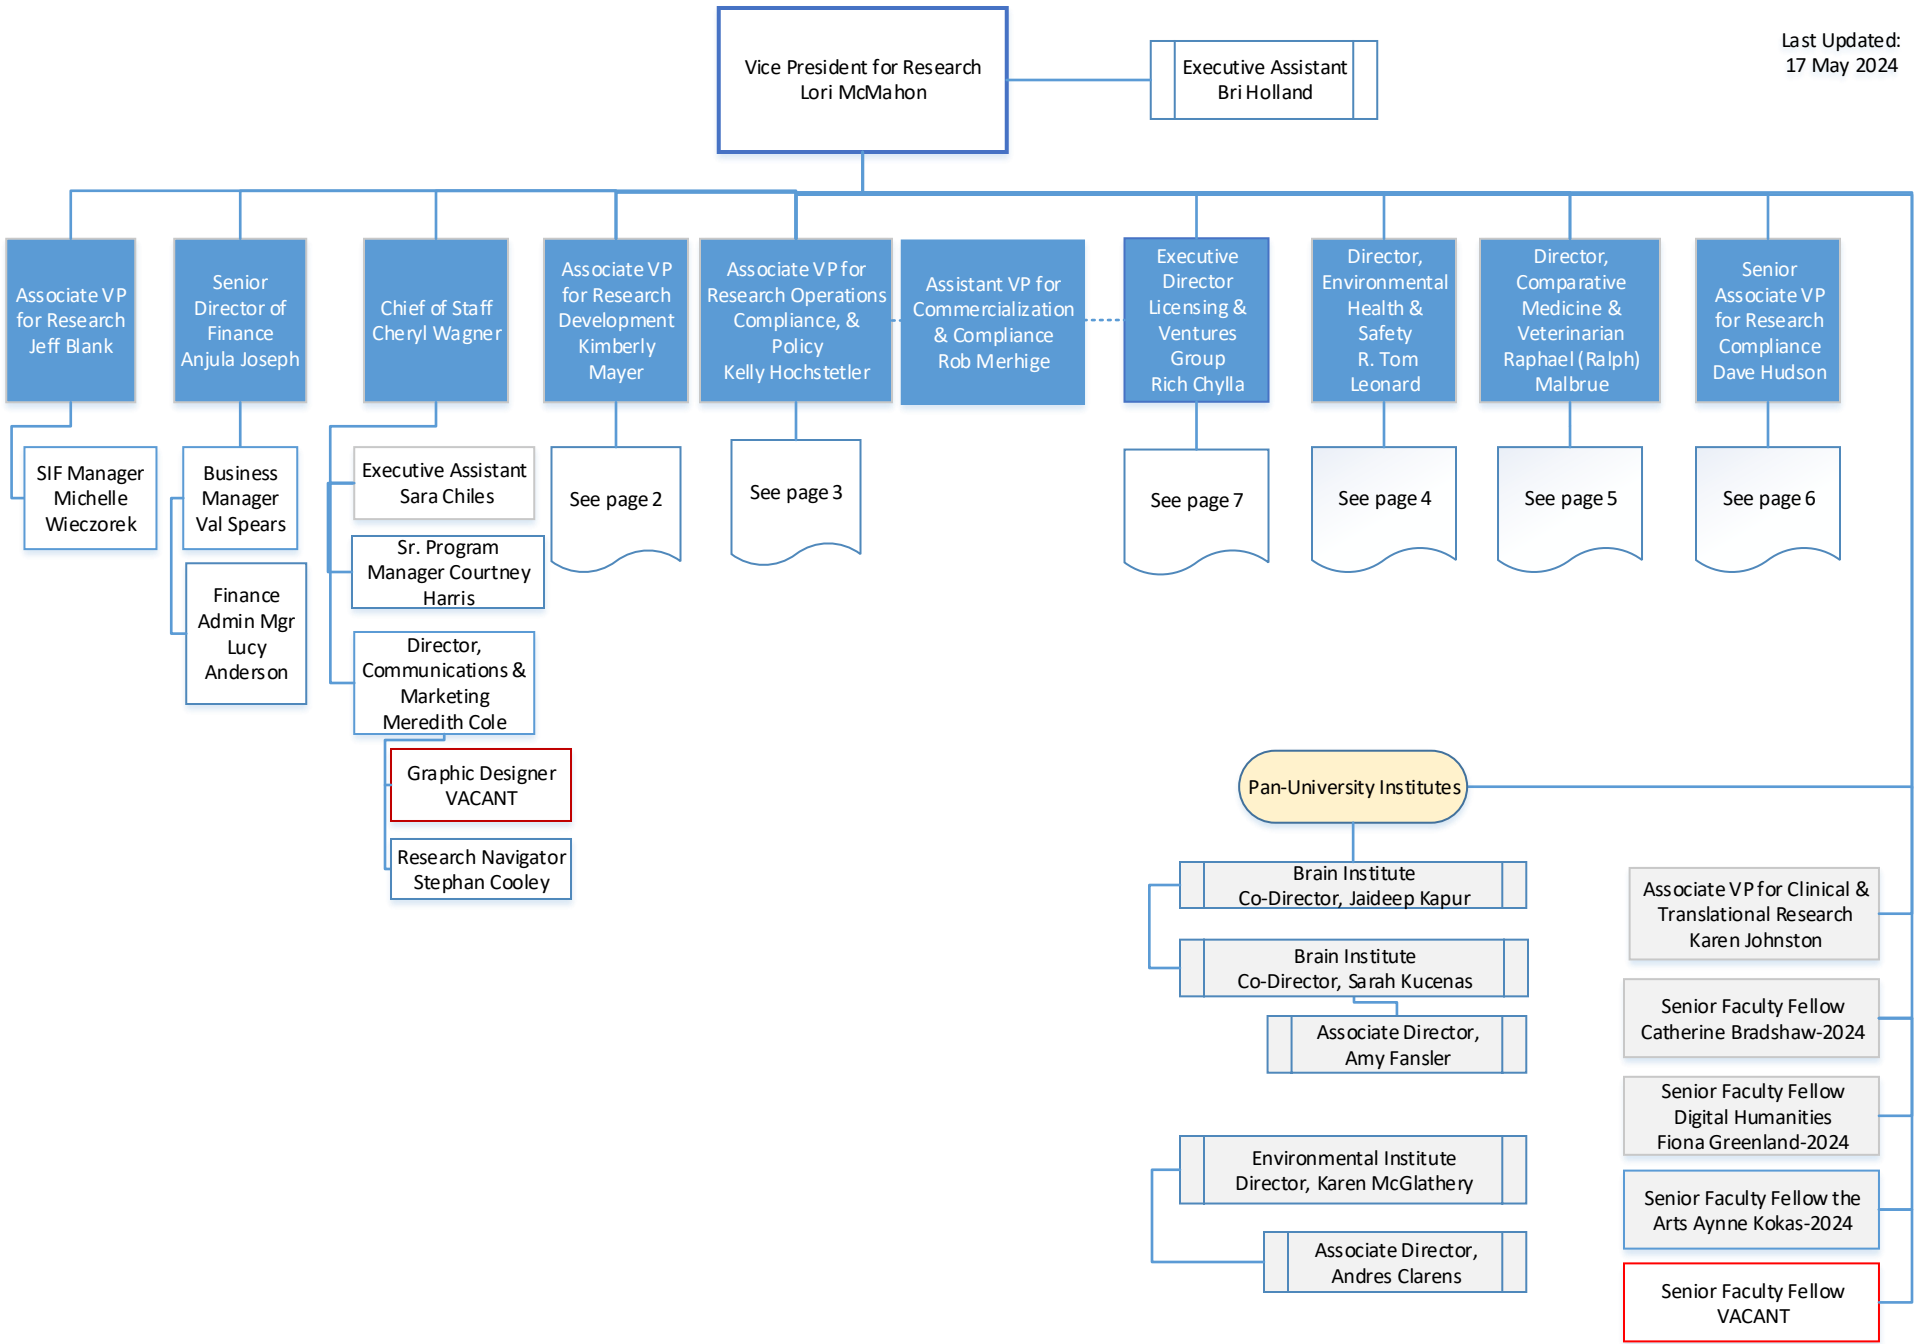 Vice President for Research
Lori McMahon
Executive Assistant
Bri Holland
Last Updated:
17 May 2024
Associate VP
for Research
Jeff Blank
Senior
Director of
Finance
Anjula Joseph
Chief of Staff
Cheryl Wagner
Associate VP
for Research
Development
Kimberly
Mayer
Associate VP for
Research Operations
Compliance, &
Policy
Kelly Hochstetler
Assistant VP for
Commercialization
& Compliance
Rob Merhige
Executive
Director
Licensing &
Ventures
Group
Rich Chylla
Director,
Environmental
Health &
Safety
R. Tom
Leonard
Director,
Comparative
Medicine &
Veterinarian
Raphael (Ralph)
Malbrue
Senior
Associate VP
for Research
Compliance
Dave Hudson
SIF Manager
Michelle
Wieczorek
Business
Manager
Val Spears
Finance
Admin Mgr
Lucy
Anderson
Executive Assistant
Sara Chiles
Sr. Program
Manager Courtney
Harris
Director,
Communications &
Marketing
Meredith Cole
Graphic Designer
VACANT
Research Navigator
Stephan Cooley
See page 2
See page 3
See page 7
See page 4
See page 5
See page 6
Pan-University Institutes
Brain Institute
Co-Director, Jaideep Kapur
Brain Institute
Co-Director, Sarah Kucenas
Associate Director,
Amy Fansler
Environmental Institute
Director, Karen McGlathery
Associate Director,
Andres Clarens
Associate VP for Clinical &
Translational Research
Karen Johnston
Senior Faculty Fellow
Catherine Bradshaw-2024
Senior Faculty Fellow
Digital Humanities
Fiona Greenland-2024
Senior Faculty Fellow the
Arts Aynne Kokas-2024
Senior Faculty Fellow
VACANT